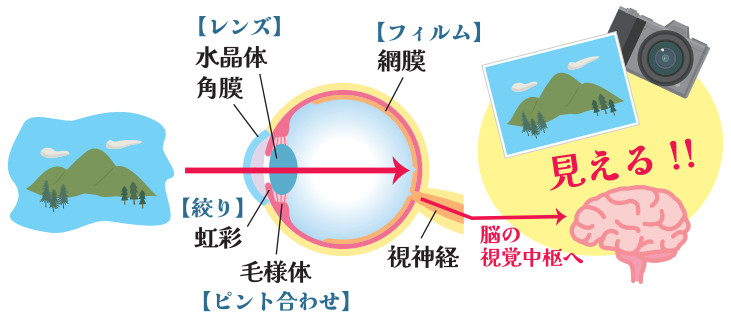 【レンズ】
水晶体
角膜
【フィルム】
網膜
【絞り】
虹彩
毛様体
【ピント合わせ】
視神経
見える!!
脳の
視覚中枢へ